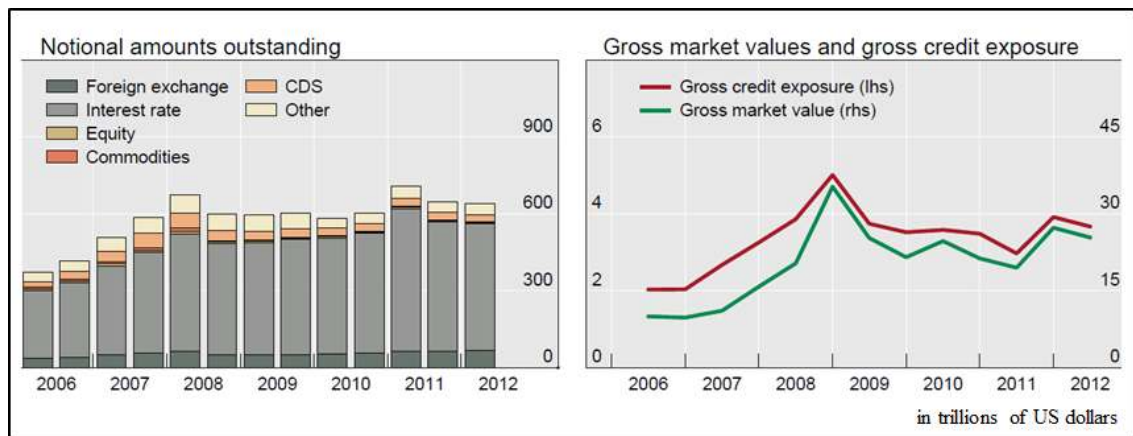 Notional amounts outstanding
Foreign exchange
Interest rate
Equity
Commodities
CDS
Other
900
600
300
0
2006 2007 2008 2009 2010 2011 2012
Gross market values and gross credit exposure
Gross credit exposure (lhs)
Gross market value (rhs)
6 45
4 30
2 15
0 0
2006 2007 2008 2009 2010 2011 2012
in trillions of US dollars